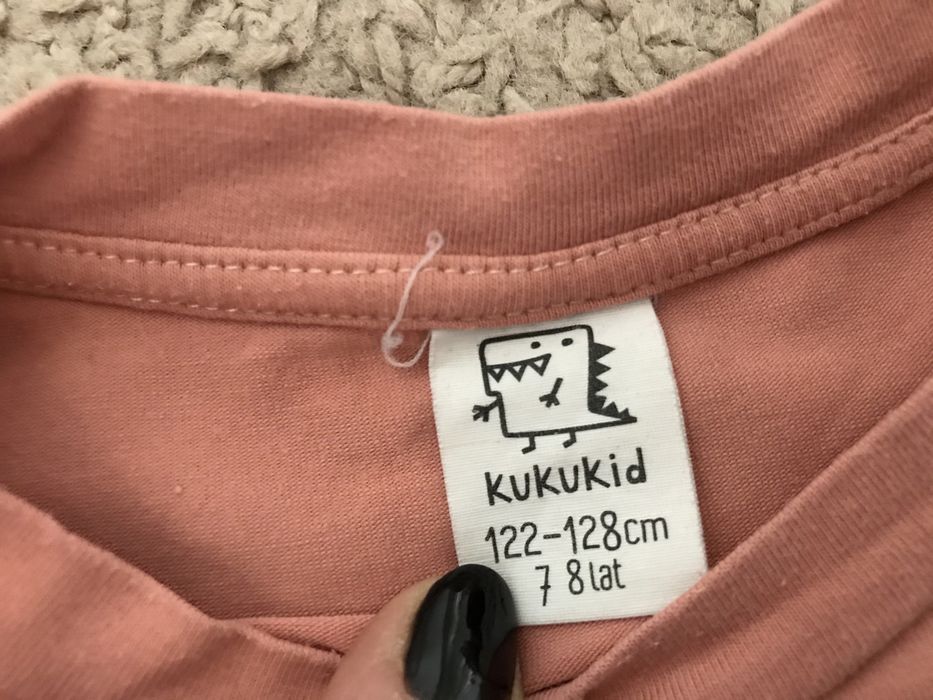 kukukid
122-128cm
7 8 lat